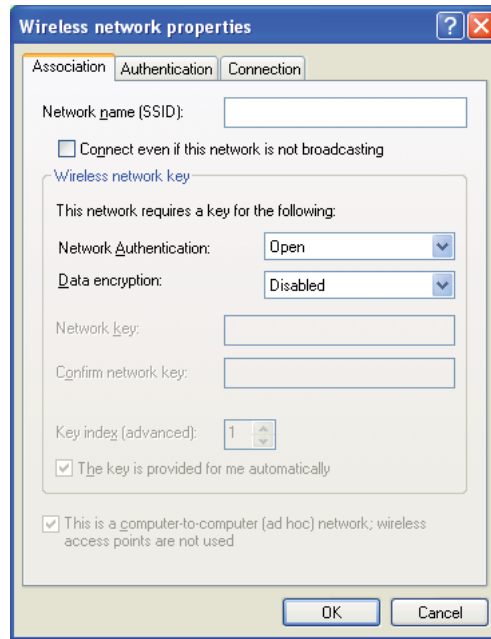 Wireless network properties
Association
Authentication
Connection
Network name (SSID):
Connect even if this network is not broadcasting
Wireless network key
This network requires a key for the following:
Network Authentication:
Open
Data encryption:
Disabled
Network key:
Confirm network key:
Key index (advanced):
1
The key is provided for me automatically
This is a computer-to-computer (ad hoc) network; wireless
access points are not used
OK
Cancel